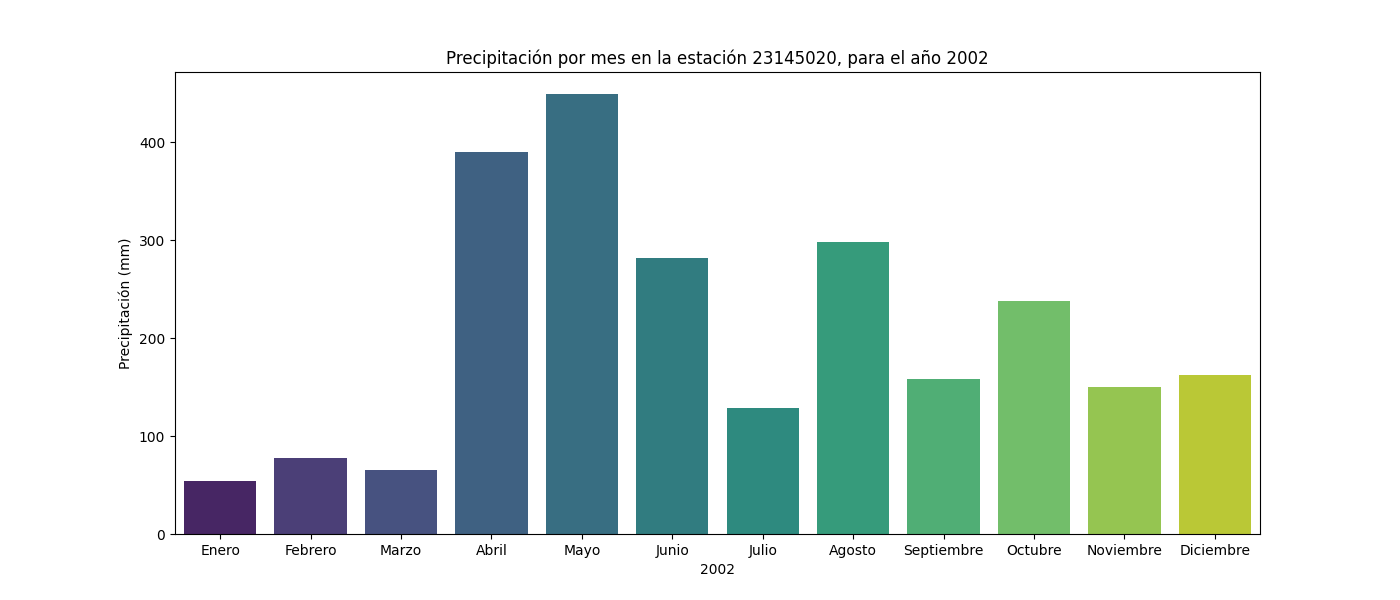 Precipitación por mes en la estación 23145020, para el año 2002
Precipitación (mm)
400
300
200
100
0
Enero Febrero Marzo Abril Mayo Junio Julio Agosto Septiembre Octubre Noviembre Diciembre
2002